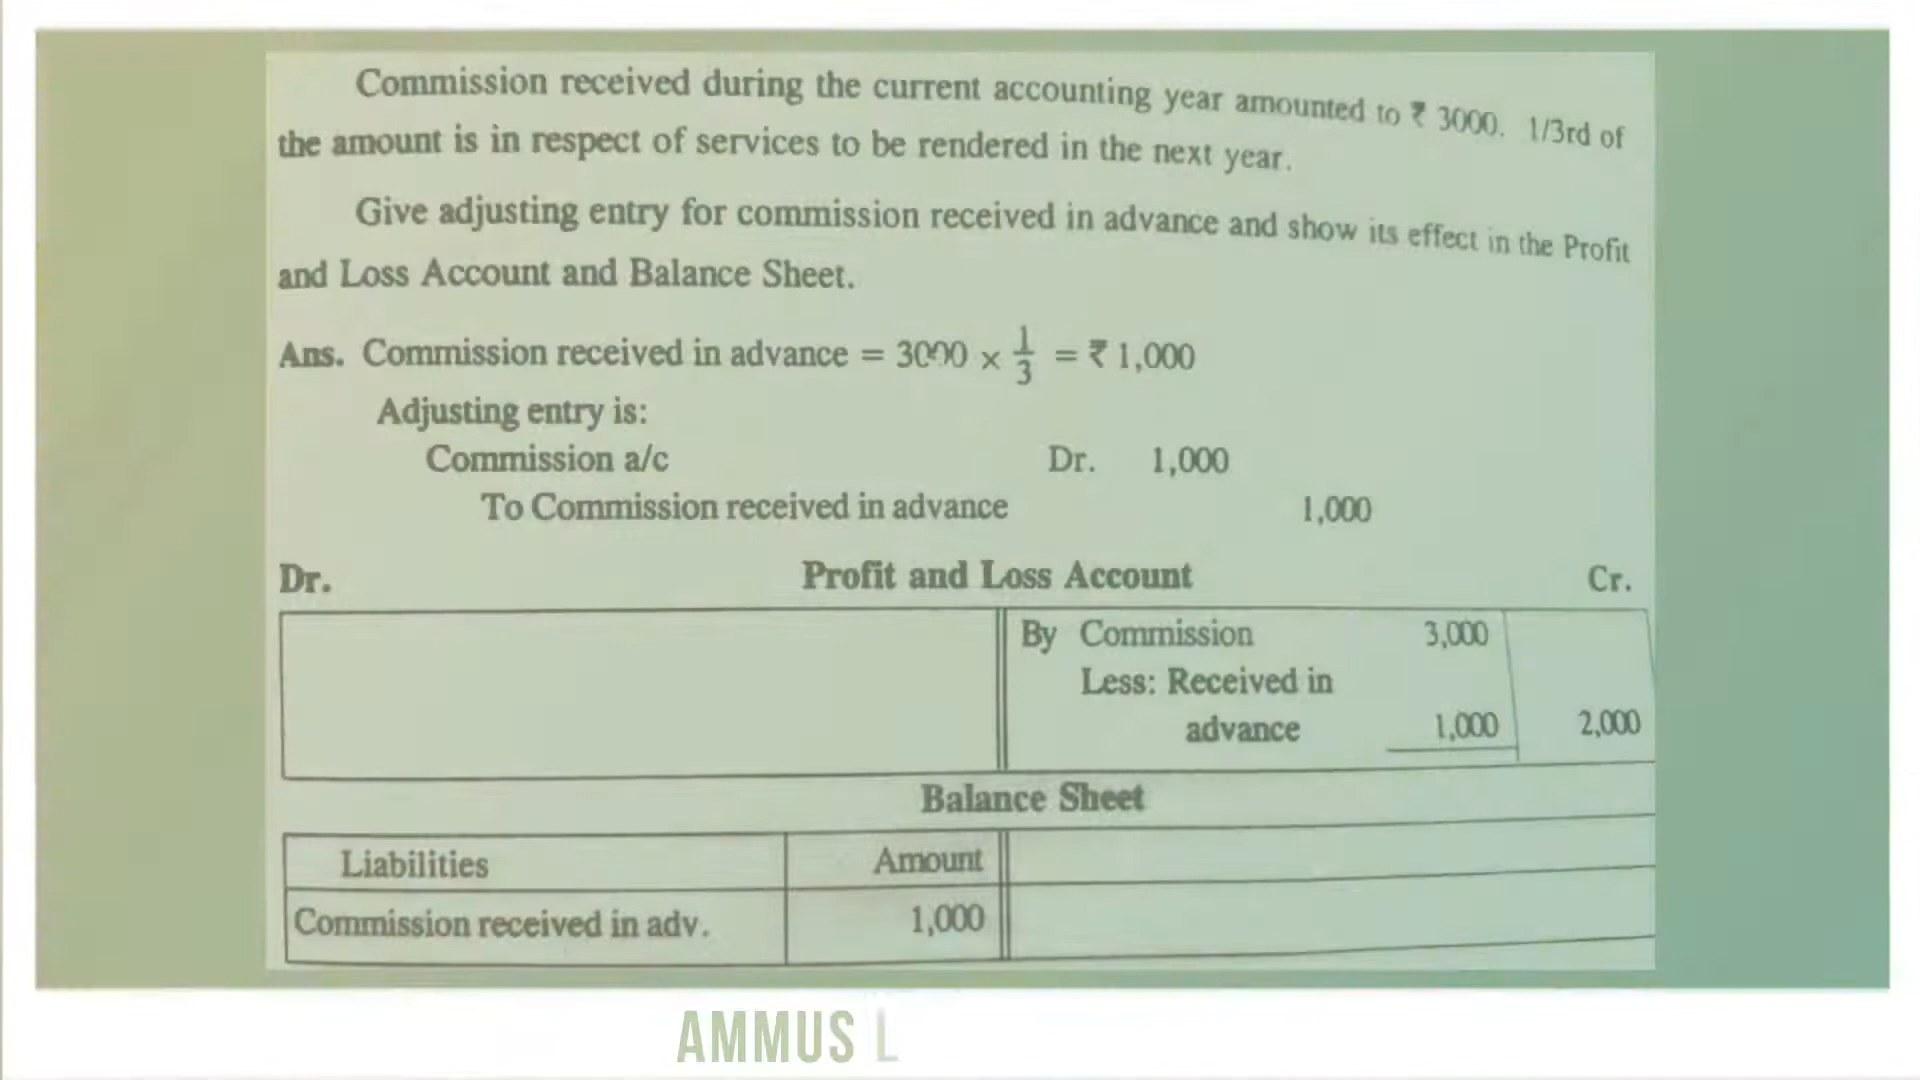 Commission received during the current accounting year amounted to ₹ 3000. 1/3rd of
the amount is in respect of services to be rendered in the next year.
Give adjusting entry for commission received in advance and show its effect in the Profit
and Loss Account and Balance Sheet.
Ans. Commission received in advance = 3000 × 1/3 = ₹ 1,000
Adjusting entry is:
Commission a/c Dr. 1,000
To Commission received in advance 1,000
Dr. Profit and Loss Account Cr.
By Commission 3,000
Less: Received in
advance 1,000 2,000
Balance Sheet
Liabilities Amount
Commission received in adv. 1,000
AMMUS L